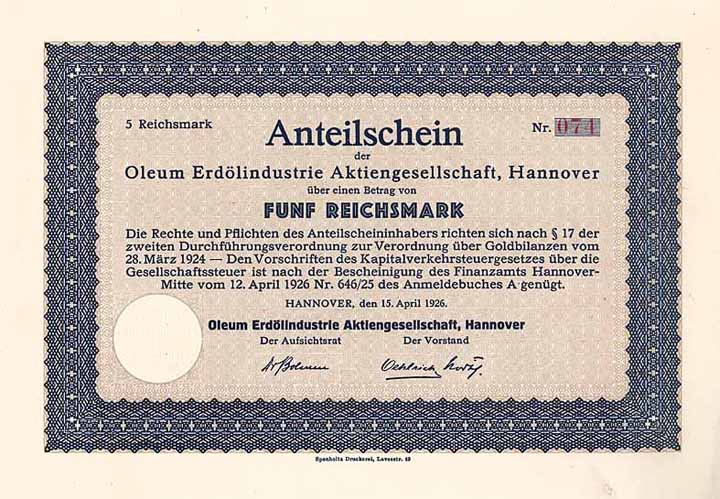 5 Reichsmark
Anteilschein
Nr. 074
der
Oleum Erdölindustrie Aktiengesellschaft, Hannover
über einen Betrag von
FÜNF REICHSMARK
Die Rechte und Pflichten des Anteilscheininhabers richten sich nach § 17 der
zweiten Durchführungsverordnung zur Verordnung über Goldbilanzen vom
28. März 1924 — Den Vorschriften des Kapitalverkehrsteuergesetzes über die
Gesellschaftssteuer ist nach der Bescheinigung des Finanzamts Hannover-
Mitte vom 12. April 1926 Nr. 646/25 des Anmeldebuches A genügt.
HANNOVER, den 15. April 1926.
Oleum Erdölindustrie Aktiengesellschaft, Hannover
Der Aufsichtsrat Der Vorstand
Druckerei, Lavesstr.